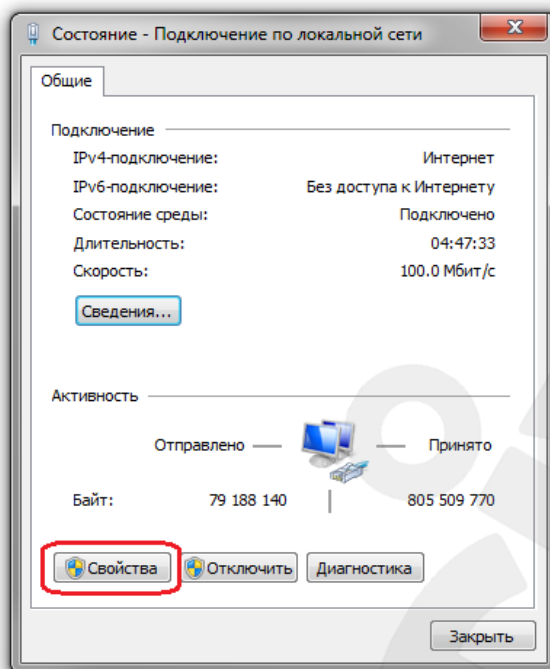 Состояние - Подключение по локальной сети
Общие
Подключение
IPv4-подключение: Интернет
IPv6-подключение: Без доступа к Интернету
Состояние среды: Подключено
Длительность: 04:47:33
Скорость: 100.0 Мбит/с
Сведения...
Активность
Отправлено — — Принято
Байт: 79 188 140 | 805 509 770
Свойства Отключить Диагностика
Закрыть